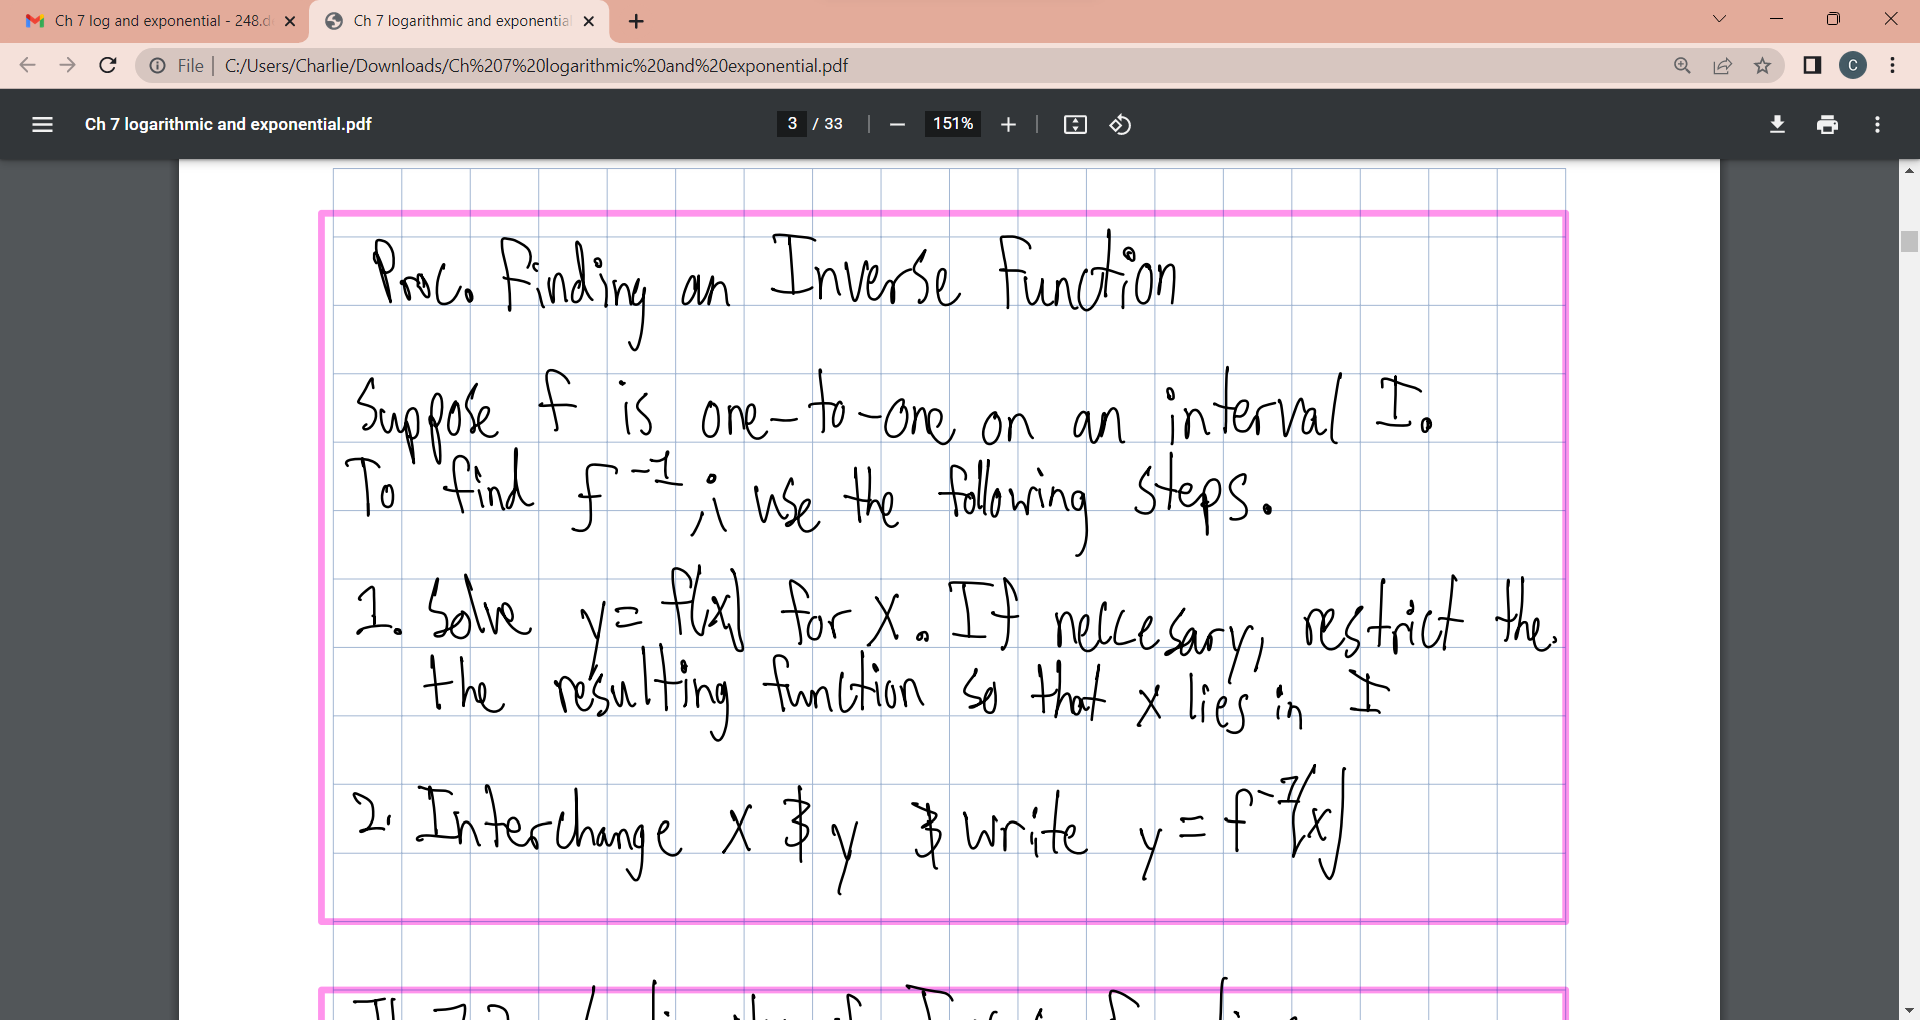 Ch 7 log and exponential - 248.d
Ch 7 logarithmic and exponential
File
C:/Users/Charlie/Downloads/Ch%207%20logarithmic%20and%20exponential.pdf
C
Ch 7 logarithmic and exponential.pdf
3 / 33
151%
Proc. Finding an Inverse Function
Suppose f is one-to-one on an interval I.
To find f⁻¹, use the following steps.
1. Solve y = f(x) for x. If neccesary, restrict the
the resulting function so that x lies in I
2. Interchange x & y & write y = f⁻¹(x)